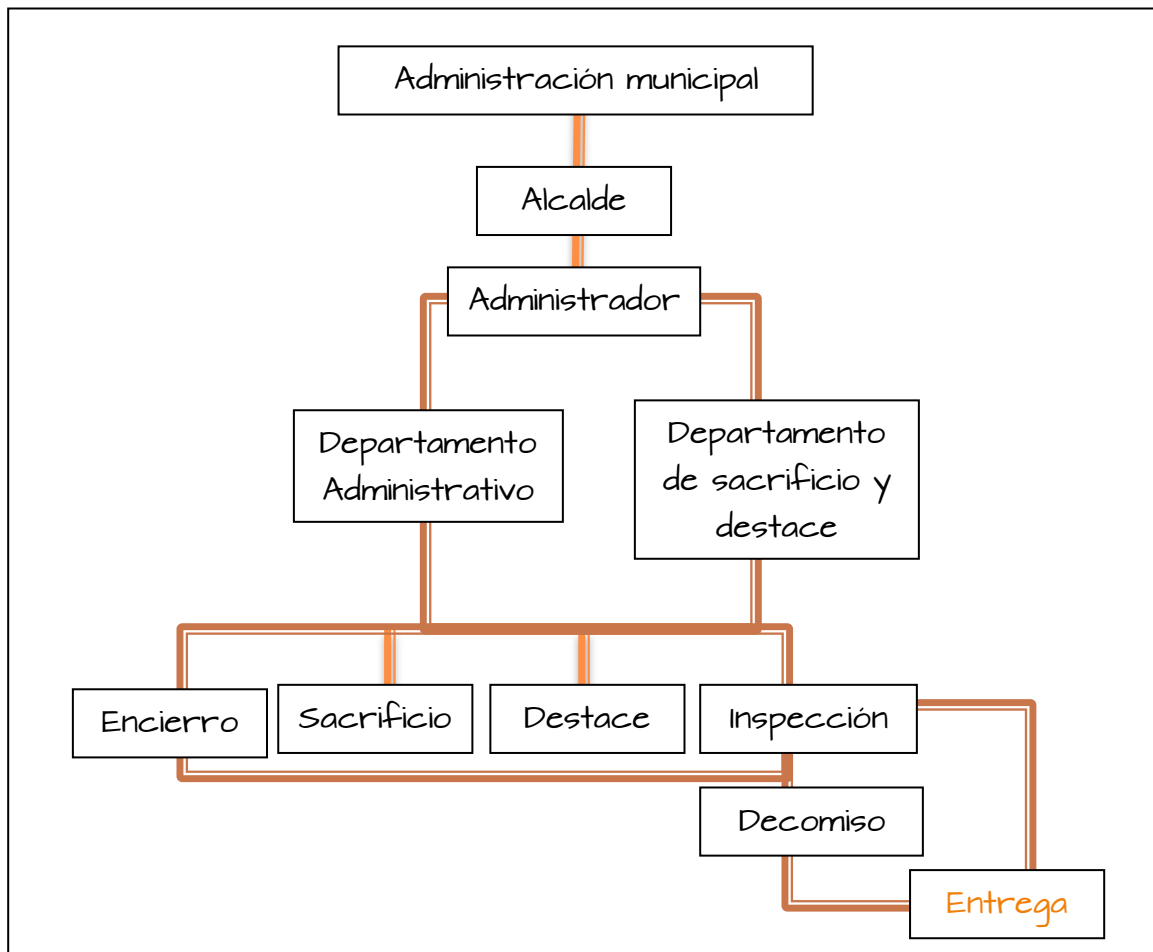 Administración municipal
Alcalde
Administrador
Departamento
Administrativo
Departamento
de sacrificio y
destace
Encierro
Sacrificio
Destace
Inspección
Decomiso
Entrega